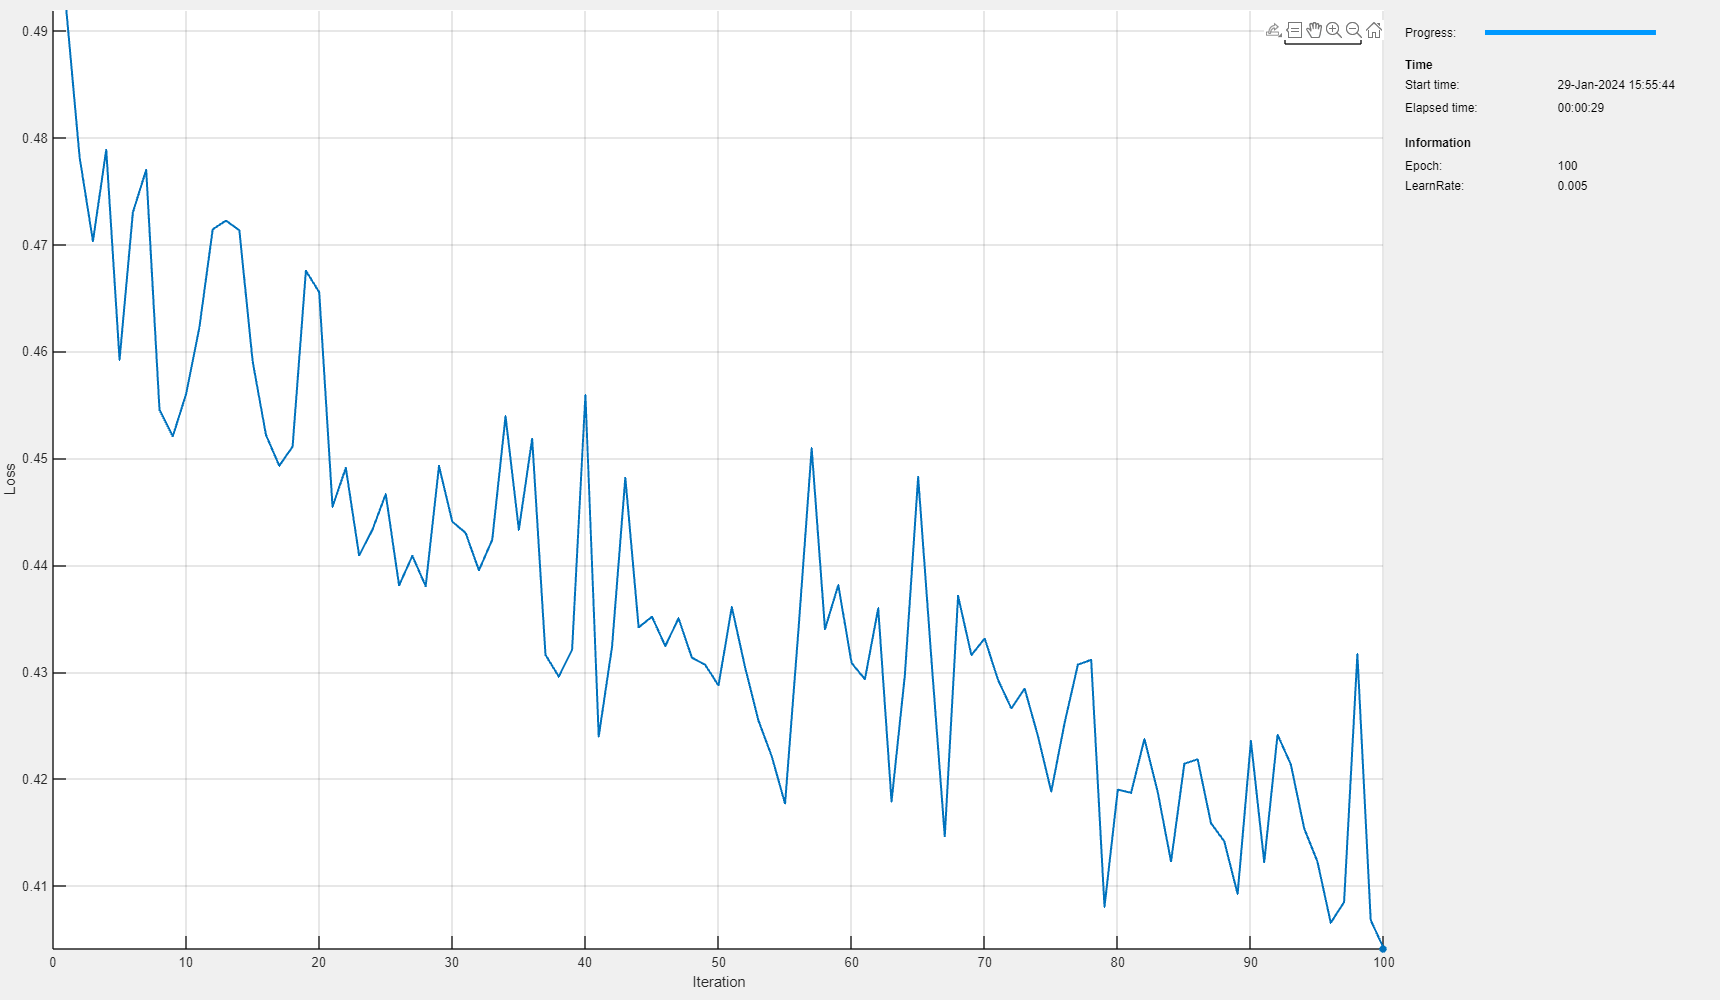 0.49
0.48
0.47
0.46
0.45
0.44
0.43
0.42
0.41
Loss
0 10 20 30 40 50 60 70 80 90 100
Iteration
Progress:
Time
Start time: 29-Jan-2024 15:55:44
Elapsed time: 00:00:29
Information
Epoch: 100
LearnRate: 0.005